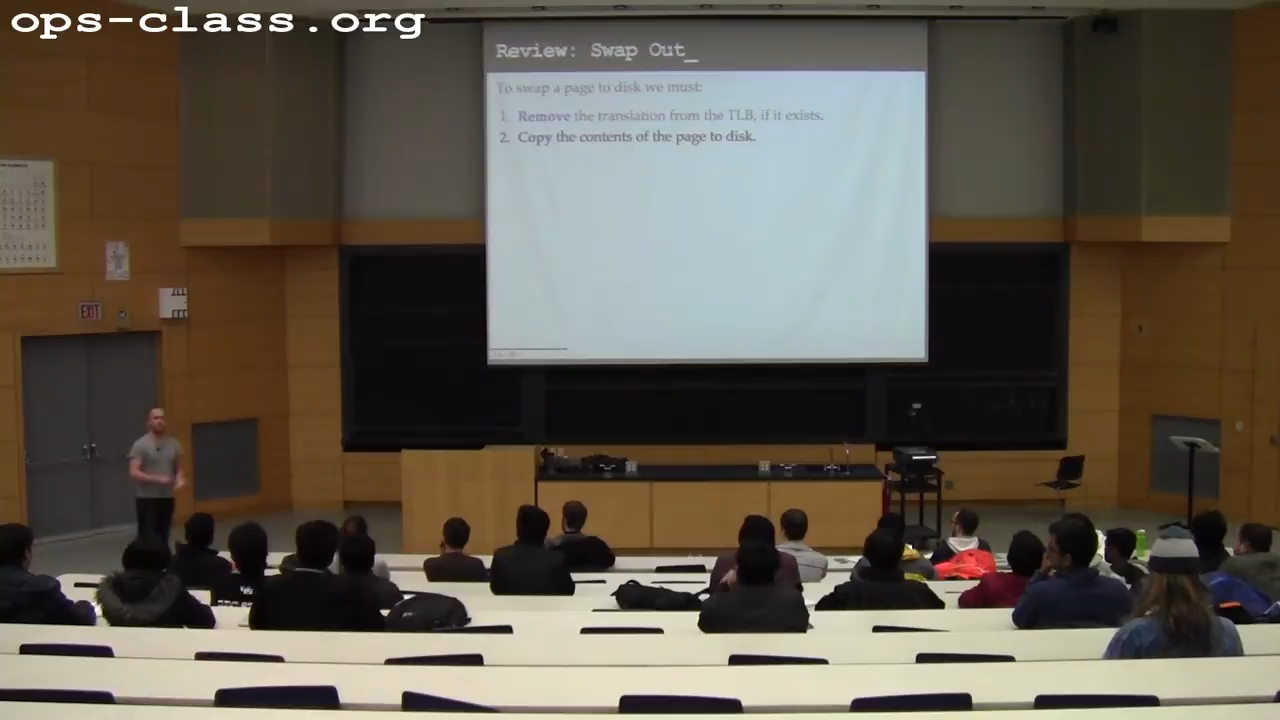 ops-class.org
Review: Swap Out_
To swap a page to disk we must:
1. Remove the translation from the TLB, if it exists.
2. Copy the contents of the page to disk.
EXIT